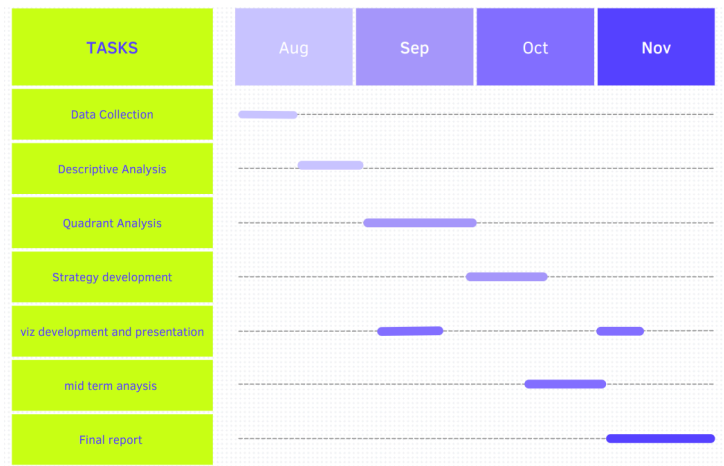 TASKS
Aug
Sep
Oct
Nov
Data Collection
Descriptive Analysis
Quadrant Analysis
Strategy development
viz development and presentation
mid term anaysis
Final report